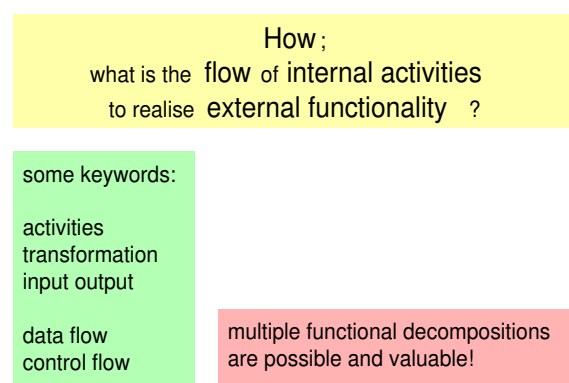 How ;
what is the flow of internal activities
to realise external functionality ?
some keywords:
activities
transformation
input output
data flow
control flow
multiple functional decompositions
are possible and valuable!